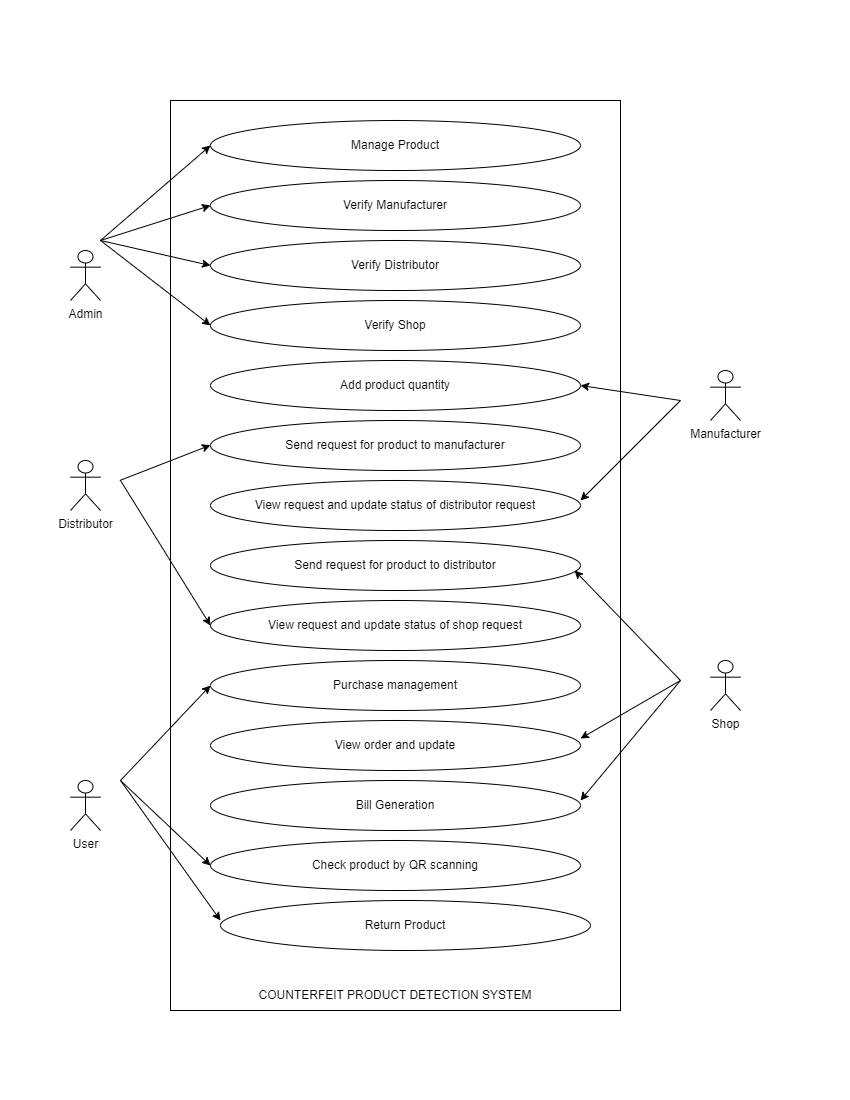 Manage Product
Verify Manufacturer
Verify Distributor
Admin
Verify Shop
Add product quantity
Manufacturer
Send request for product to manufacturer
View request and update status of distributor request
Distributor
Send request for product to distributor
View request and update status of shop request
Purchase management
Shop
View order and update
Bill Generation
User
Check product by QR scanning
Return Product
COUNTERFEIT PRODUCT DETECTION SYSTEM